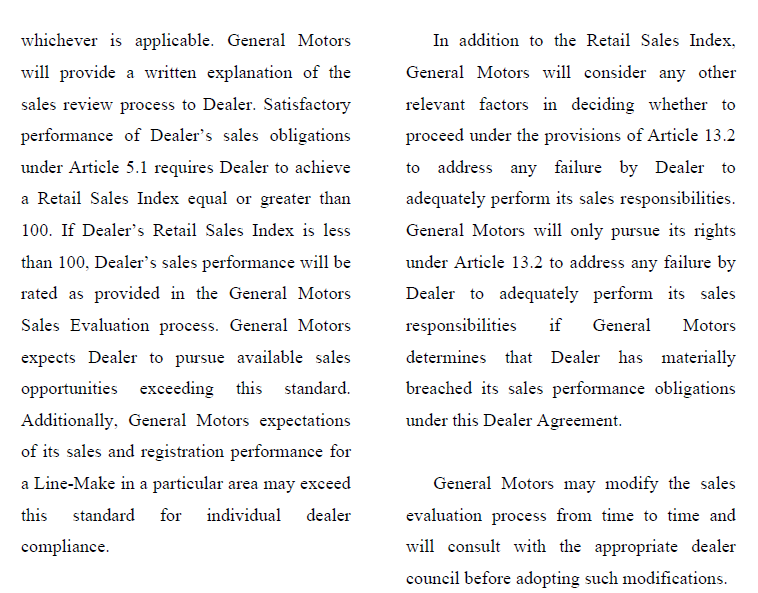 whichever is applicable. General Motors
will provide a written explanation of the
sales review process to Dealer. Satisfactory
performance of Dealer’s sales obligations
under Article 5.1 requires Dealer to achieve
a Retail Sales Index equal or greater than
100. If Dealer’s Retail Sales Index is less
than 100, Dealer’s sales performance will be
rated as provided in the General Motors
Sales Evaluation process. General Motors
expects Dealer to pursue available sales
opportunities exceeding this standard.
Additionally, General Motors expectations
of its sales and registration performance for
a Line-Make in a particular area may exceed
this standard for individual dealer
compliance.
In addition to the Retail Sales Index,
General Motors will consider any other
relevant factors in deciding whether to
proceed under the provisions of Article 13.2
to address any failure by Dealer to
adequately perform its sales responsibilities.
General Motors will only pursue its rights
under Article 13.2 to address any failure by
Dealer to adequately perform its sales
responsibilities if General Motors
determines that Dealer has materially
breached its sales performance obligations
under this Dealer Agreement.
General Motors may modify the sales
evaluation process from time to time and
will consult with the appropriate dealer
council before adopting such modifications.